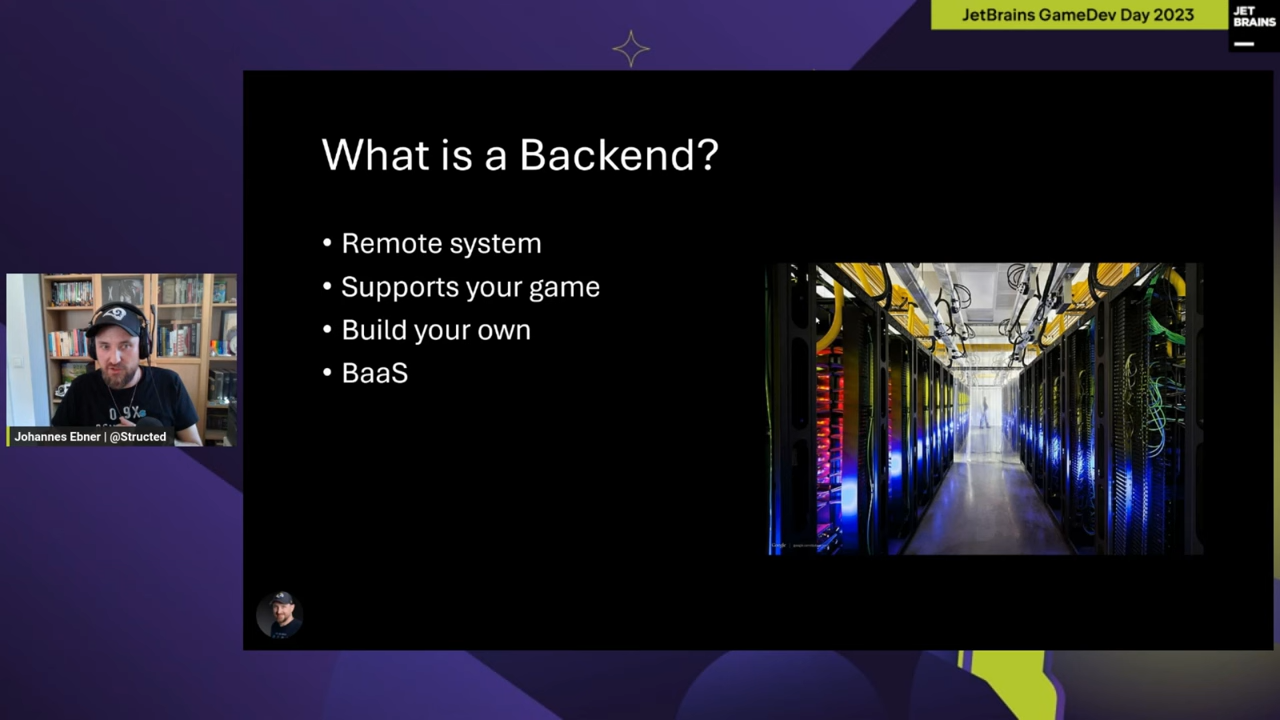 JetBrains GameDev Day 2023
JET
BRAINS
What is a Backend?
• Remote system
• Supports your game
• Build your own
• BaaS
Johannes Ebner | @Structed
Google